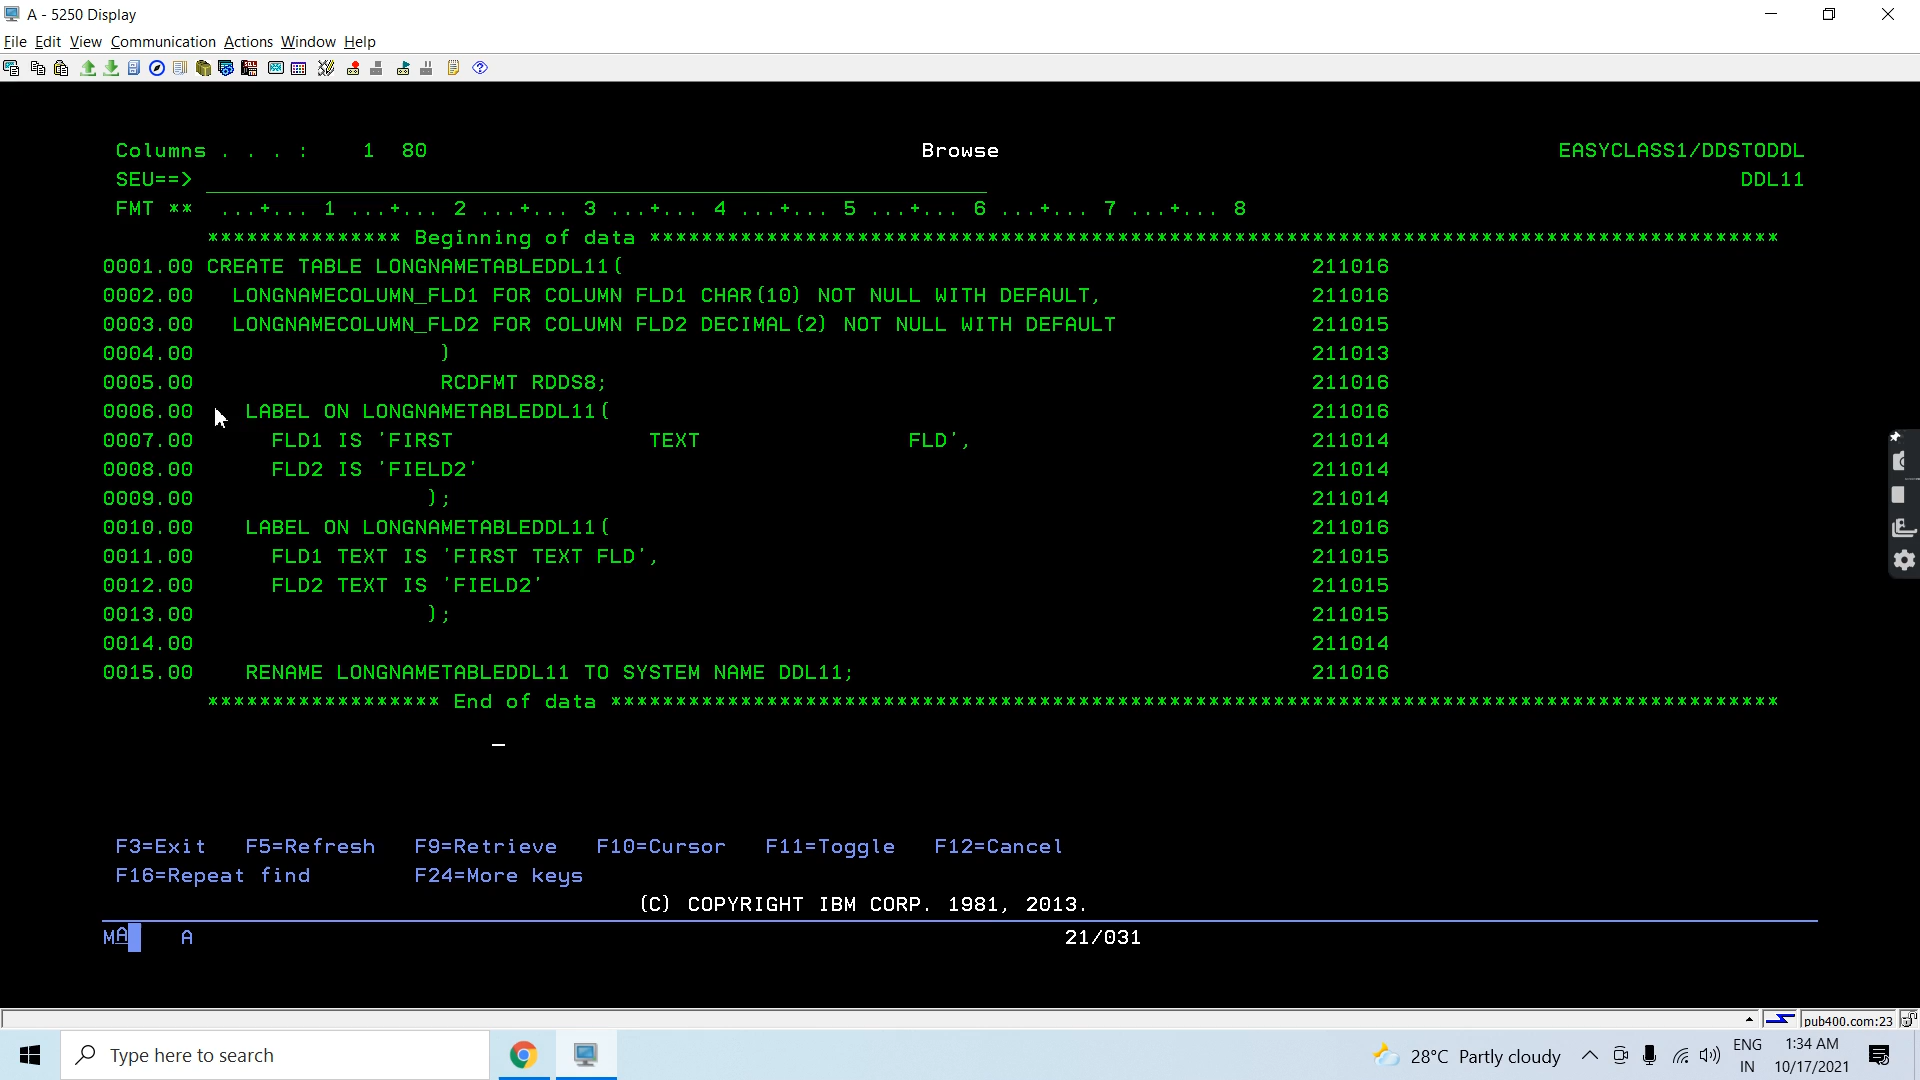 A - 5250 Display
File Edit View Communication Actions Window Help
Columns . . . :    1  80                                      Browse                                           EASYCLASS1/DDSTODDL
SEU==> ____________________________________________________________ DDL11
FMT **  ...+... 1 ...+... 2 ...+... 3 ...+... 4 ...+... 5 ...+... 6 ...+... 7 ...+... 8
*************** Beginning of data ***************************************************************************************
0001.00 CREATE TABLE LONGNAMETABLEDDL11( 211016
0002.00   LONGNAMECOLUMN_FLD1 FOR COLUMN FLD1 CHAR(10) NOT NULL WITH DEFAULT, 211016
0003.00   LONGNAMECOLUMN_FLD2 FOR COLUMN FLD2 DECIMAL(2) NOT NULL WITH DEFAULT 211015
0004.00                   ) 211013
0005.00                   RCDFMT RDDS8; 211016
0006.00    LABEL ON LONGNAMETABLEDDL11( 211016
0007.00      FLD1 IS 'FIRST               TEXT                FLD', 211014
0008.00      FLD2 IS 'FIELD2' 211014
0009.00                  ); 211014
0010.00    LABEL ON LONGNAMETABLEDDL11( 211016
0011.00      FLD1 TEXT IS 'FIRST TEXT FLD', 211015
0012.00      FLD2 TEXT IS 'FIELD2' 211015
0013.00                  ); 211015
0014.00 211014
0015.00    RENAME LONGNAMETABLEDDL11 TO SYSTEM NAME DDL11; 211016
****************** End of data ******************************************************************************************
F3=Exit   F5=Refresh   F9=Retrieve   F10=Cursor   F11=Toggle   F12=Cancel
F16=Repeat find        F24=More keys
(C) COPYRIGHT IBM CORP. 1981, 2013.
MA    A    21/031
pub400.com:23
Type here to search
28°C Partly cloudy
ENG
IN
1:34 AM
10/17/2021